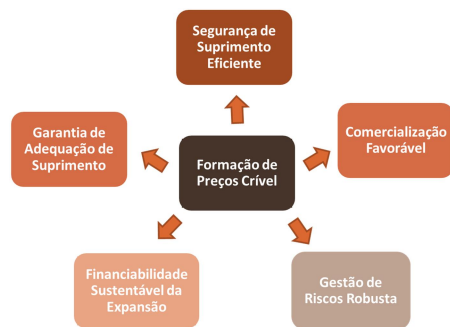 Segurança de
Suprimento
Eficiente
Garantia de
Adequação de
Suprimento
Formação de
Preços Crível
Comercialização
Favorável
Financiabilidade
Sustentável da
Expansão
Gestão de
Riscos Robusta